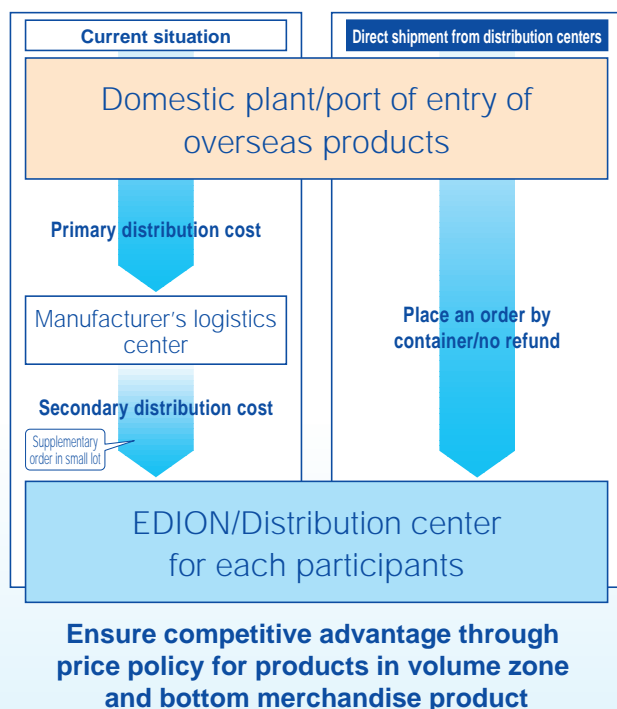 Current situation
Direct shipment from distribution centers
Domestic plant/port of entry of
overseas products
Primary distribution cost
Manufacturer's logistics
center
Secondary distribution cost
Supplementary
order in small lot
Place an order by
container/no refund
EDION/Distribution center
for each participants
Ensure competitive advantage through
price policy for products in volume zone
and bottom merchandise product